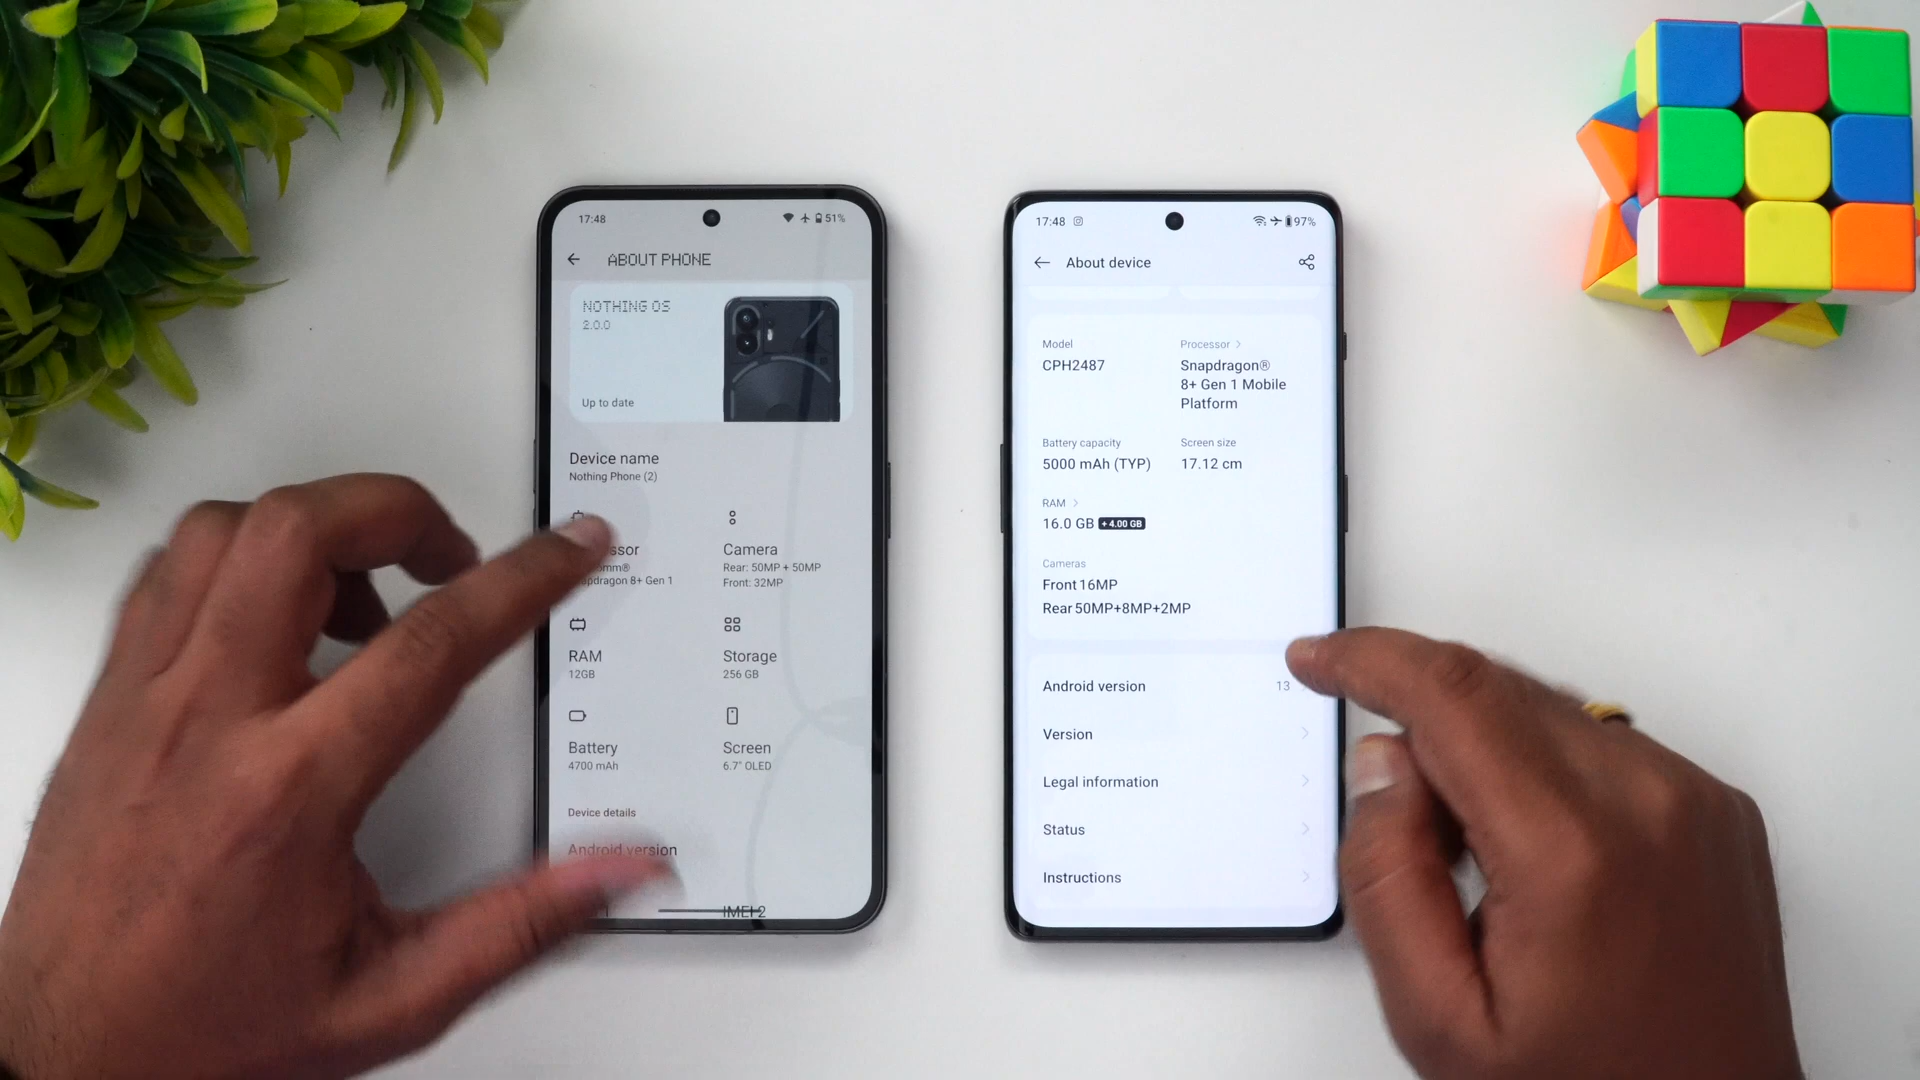 17:48
51%
ABOUT PHONE
NOTHING OS
2.0.0
Up to date
Device name
Nothing Phone (2)
Camera
Rear: 50MP + 50MP
Front: 32MP
dragon 8+ Gen 1
RAM
12GB
Storage
256 GB
Battery
4700 mAh
Screen
6.7" OLED
Device details
Android version
IMEI 2
17:48
97%
About device
Model
CPH2487
Processor
Snapdragon®
8+ Gen 1 Mobile
Platform
Battery capacity
5000 mAh (TYP)
Screen size
17.12 cm
RAM
16.0 GB + 4.00 GB
Cameras
Front 16MP
Rear 50MP+8MP+2MP
Android version
13
Version
Legal information
Status
Instructions